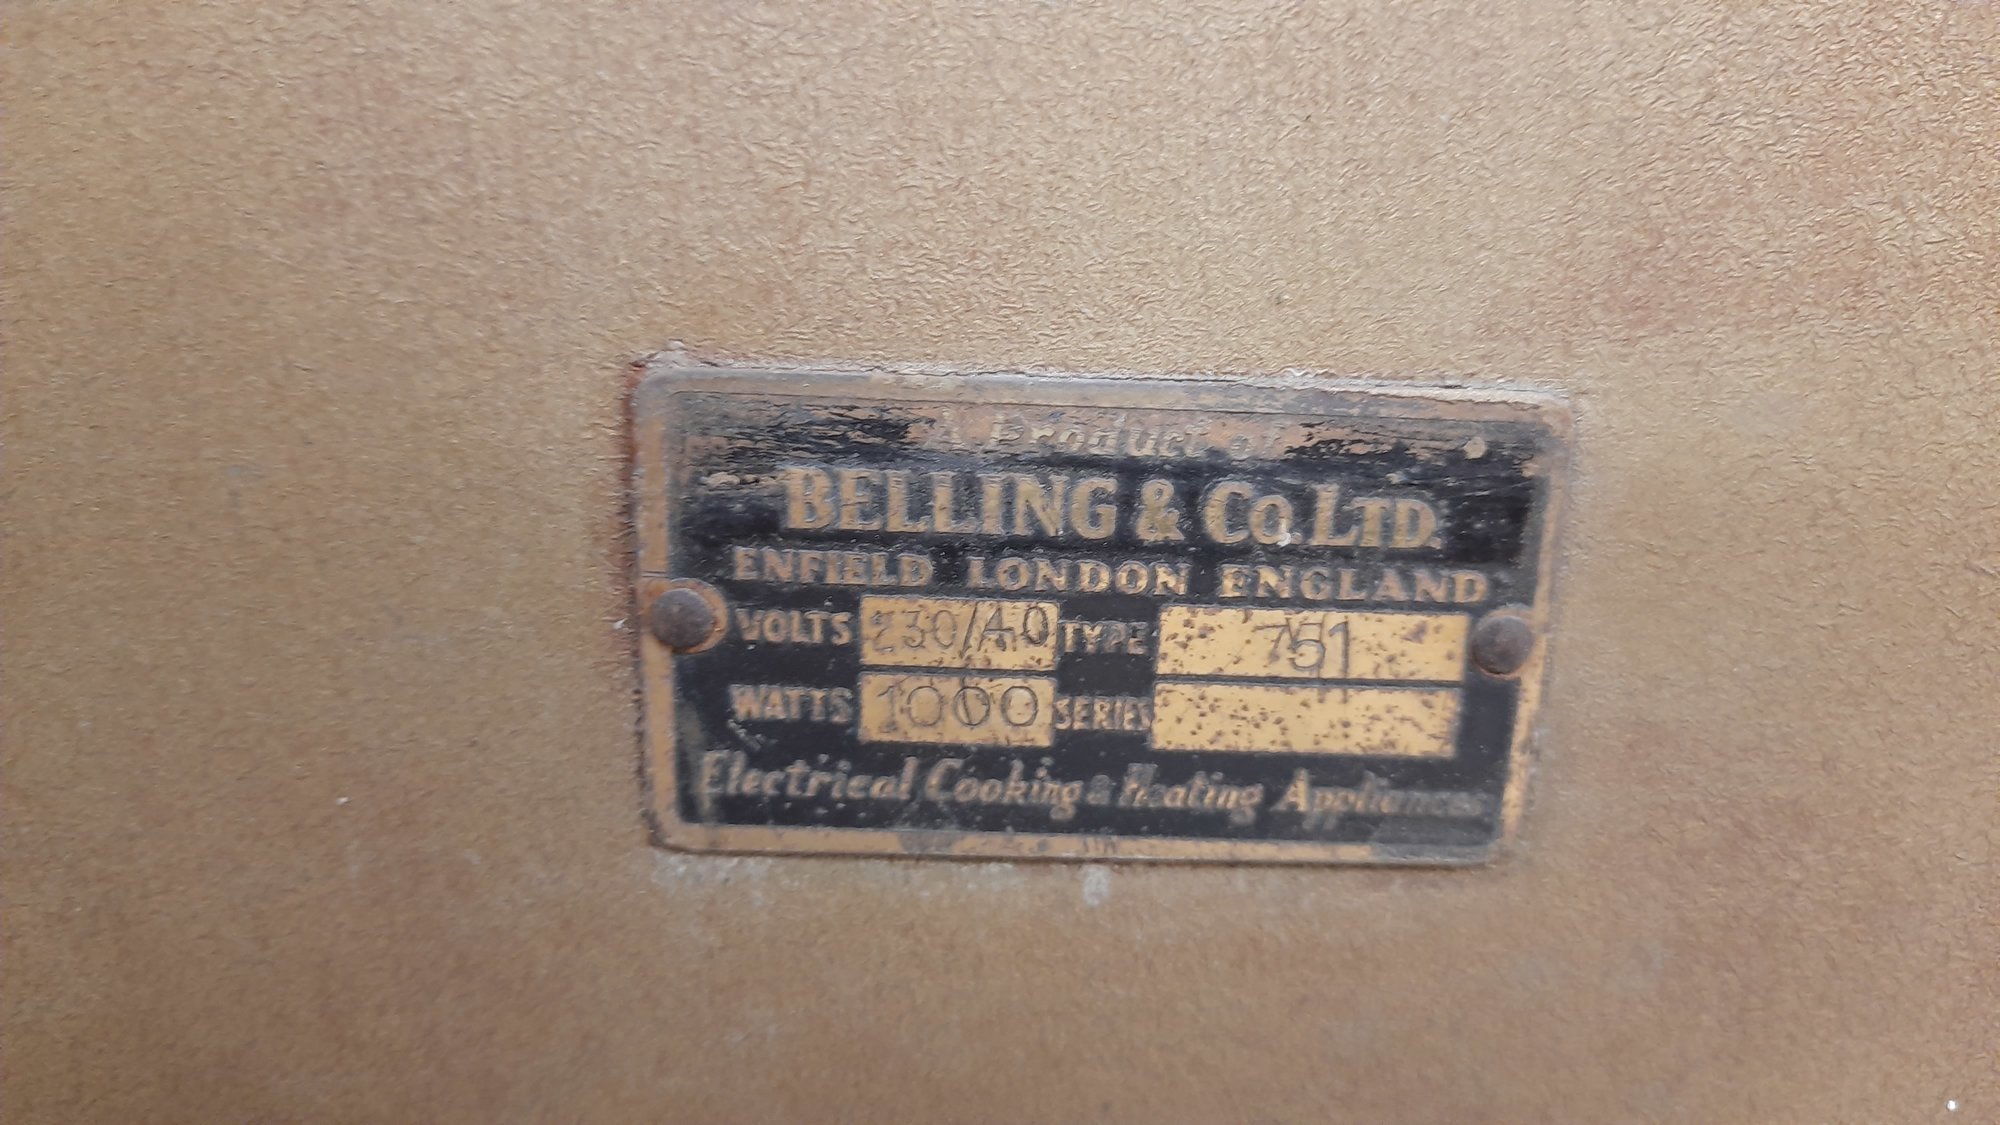 A Product of
BELLING & CO. LTD.
ENFIELD LONDON ENGLAND
VOLTS 230/40 TYPE 751
WATTS 1000 SERIES
Electrical Cooking & Heating Appliances